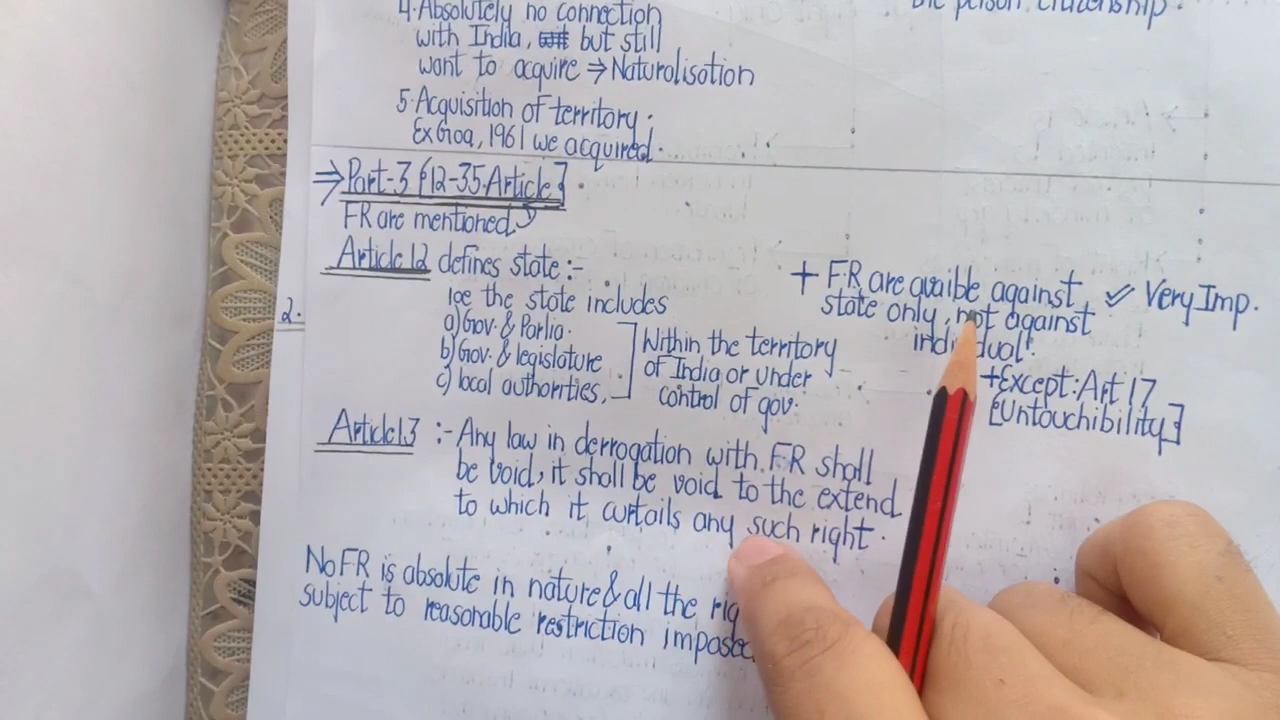 4. Absolutely no connection
with India, but still
want to acquire ⇒ Naturalisation
5. Acquisition of territory.
Ex Goa, 1961 we acquired.
the person citizenship.
⇒ Part-3 [12-35 Article].
FR are mentioned
Article 12 defines state :-
the state includes
a) Gov. & Parlia.
b) Gov. & legislature
c) local authorities,
Within the territory
of India or under
control of gov.
+ F.R are avaible against ✓ Very Imp.
state only, not against
individual.
+Except: Art 17
[Untouchibility]
2.
Article 13 :- Any law in derrogation with FR shall
be void, it shall be void to the extend
to which it curtails any such right.
No FR is absolute in nature & all the
subject to reasonable restriction